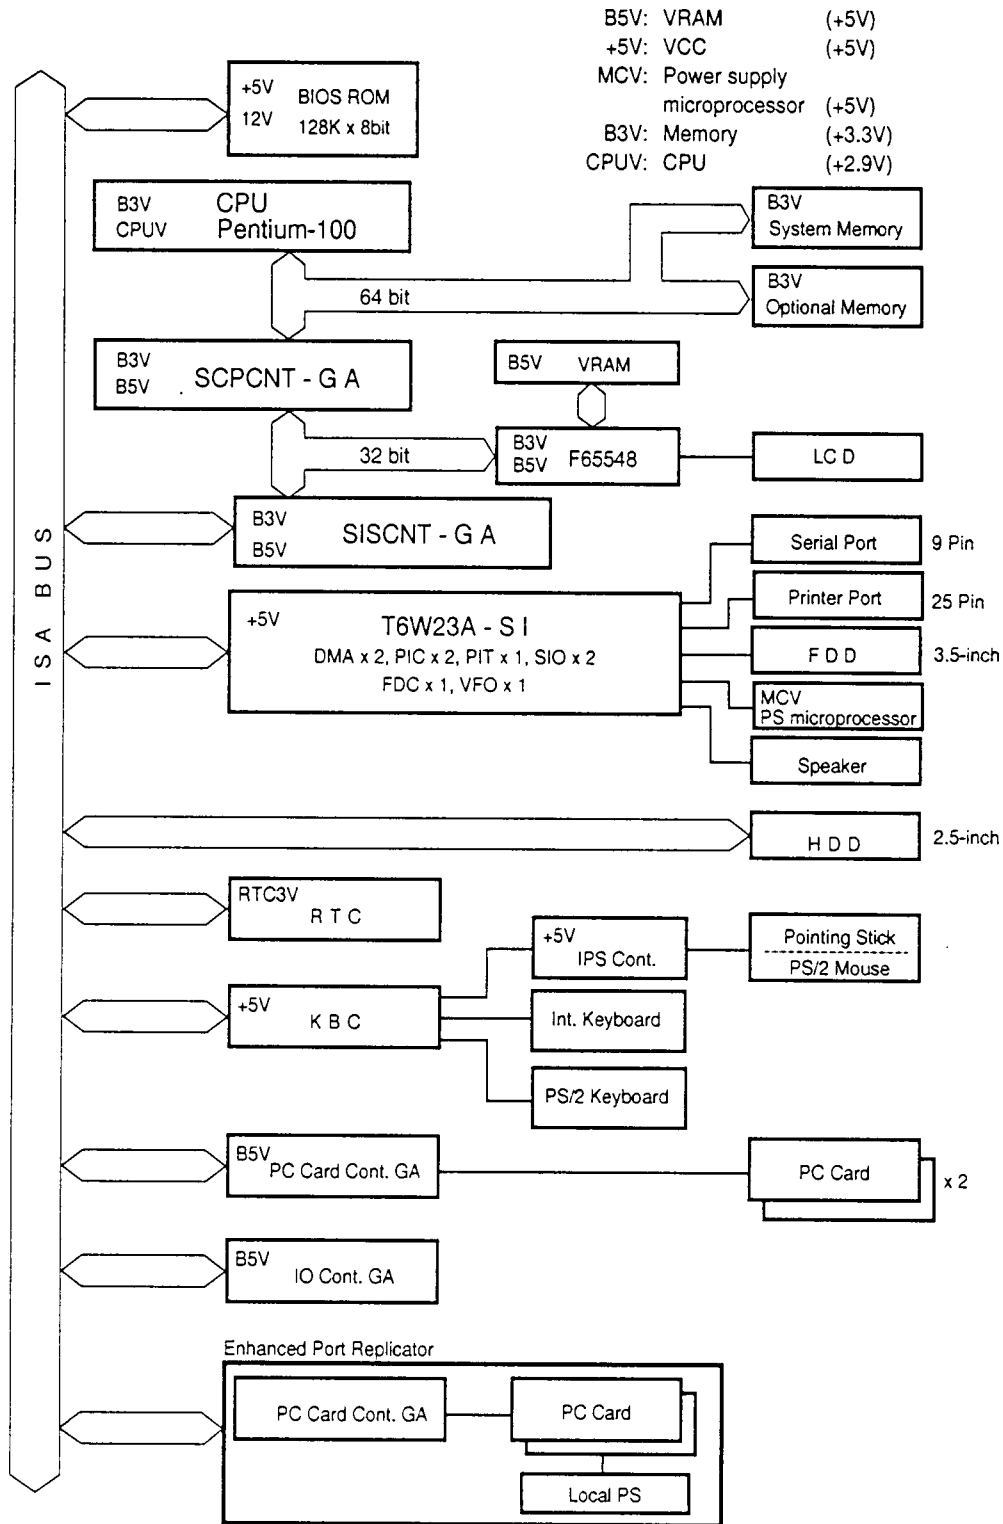 B5V: VRAM (+5V)
+5V: VCC (+5V)
MCV: Power supply
microprocessor (+5V)
B3V: Memory (+3.3V)
CPUV: CPU (+2.9V)
+5V BIOS ROM
12V 128K x 8bit
B3V CPU
CPUV Pentium-100
B3V
System Memory
64 bit
B3V
Optional Memory
B3V
B5V SCPCNT - G A
B5V VRAM
32 bit
B3V
B5V F65548
L C D
B3V
B5V SISCNT - G A
I S A B U S
+5V T6W23A - S I
DMA x 2, PIC x 2, PIT x 1, SIO x 2
FDC x 1, VFO x 1
Serial Port 9 Pin
Printer Port 25 Pin
F D D 3.5-inch
MCV
PS microprocessor
Speaker
H D D 2.5-inch
RTC3V
R T C
+5V
IPS Cont.
Pointing Stick
PS/2 Mouse
+5V
K B C
Int. Keyboard
PS/2 Keyboard
B5V
PC Card Cont. GA
PC Card x 2
B5V
IO Cont. GA
Enhanced Port Replicator
PC Card Cont. GA
PC Card
Local PS